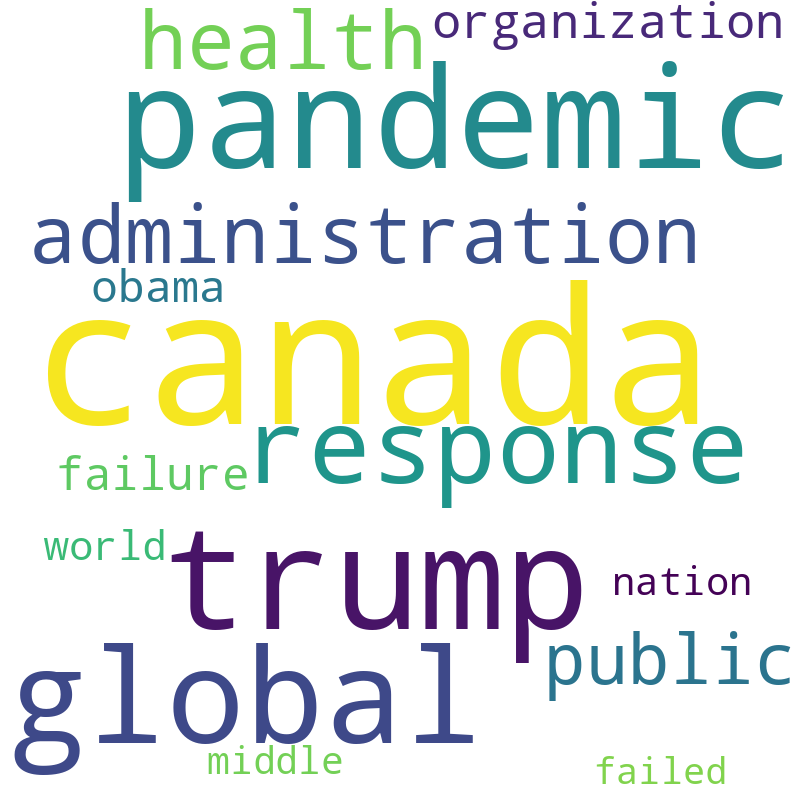 organization
health
pandemic
administration
obama
canada
response
failure
world
trump
nation
public
global
middle
failed